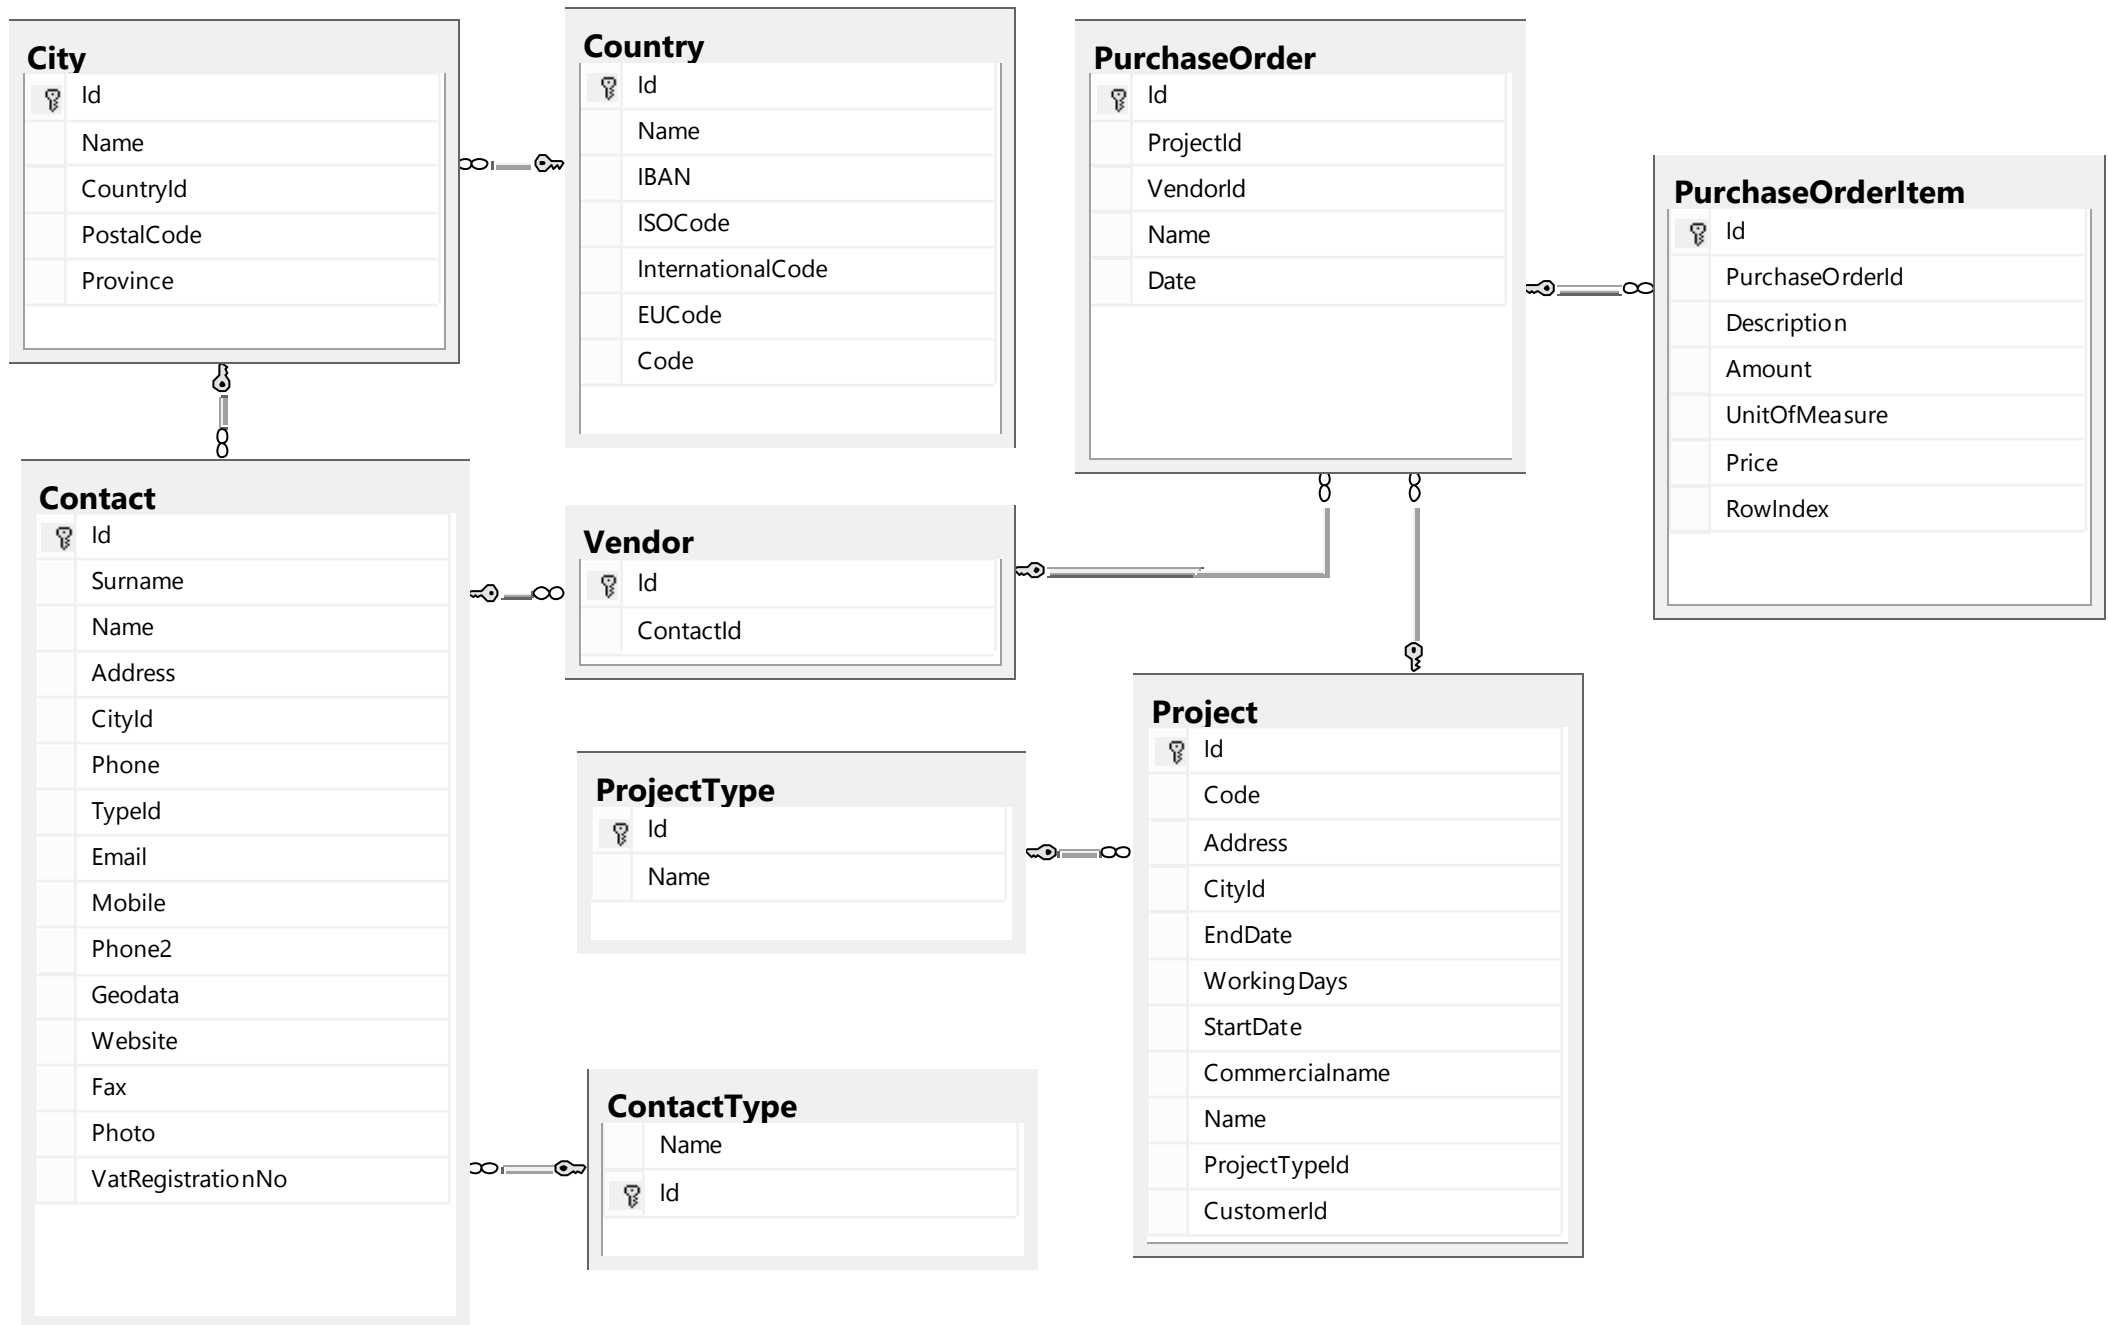 City
Id
Name
CountryId
PostalCode
Province
Country
Id
Name
IBAN
ISOCode
InternationalCode
EUCode
Code
PurchaseOrder
Id
ProjectId
VendorId
Name
Date
PurchaseOrderItem
Id
PurchaseOrderId
Description
Amount
UnitOfMeasure
Price
RowIndex
Contact
Id
Surname
Name
Address
CityId
Phone
TypeId
Email
Mobile
Phone2
Geodata
Website
Fax
Photo
VatRegistrationNo
Vendor
Id
ContactId
ProjectType
Id
Name
ContactType
Name
Id
Project
Id
Code
Address
CityId
EndDate
WorkingDays
StartDate
Commercialname
Name
ProjectTypeId
CustomerId